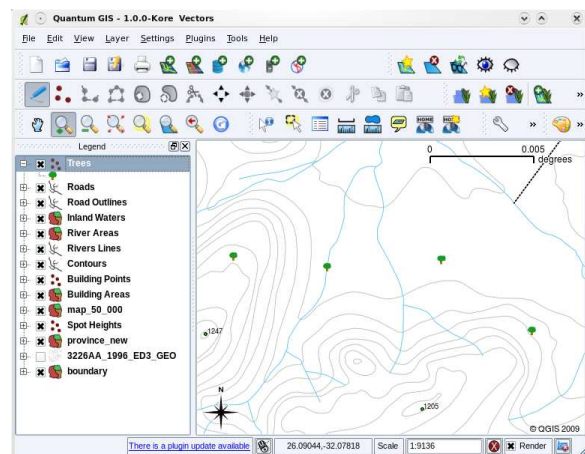 Quantum GIS - 1.0.0-Kore Vectors
File Edit View Layer Settings Plugins Tools Help
Legend
Trees
Roads
Road Outlines
Inland Waters
River Areas
Rivers Lines
Contours
Building Points
Building Areas
map_50_000
Spot Heights
province_new
3226AA_1996_ED3_GEO
boundary
0 0.005
degrees
1247
1205
N
© QGIS 2009
There is a plugin update available 26.09044,-32.07818 Scale 1:9136 Render